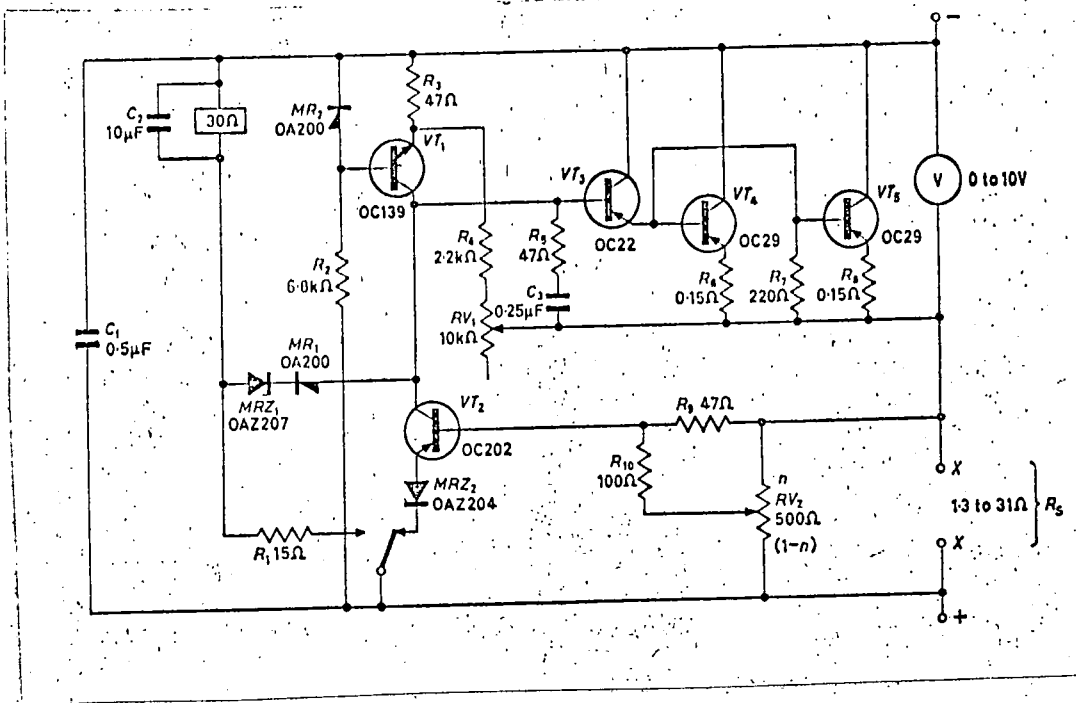 −
R3
47Ω
C2
10μF
30Ω
MR2
OA200
VT1
OC139
VT3
OC22
VT4
OC29
VT5
OC29
V
0 to 10V
R4
2·2kΩ
R5
47Ω
R2
C3
0·25μF
R6
0·15Ω
R7
220Ω
R8
0·15Ω
RV1
10kΩ
C1
0·5μF
MR1
OA200
MRZ1
OAZ207
VT2
OC202
R9 47Ω
R10
100Ω
n
RV2
500Ω
(1-n)
X
1·3 to 31Ω
RS
X
MRZ2
OAZ204
R1 15Ω
+